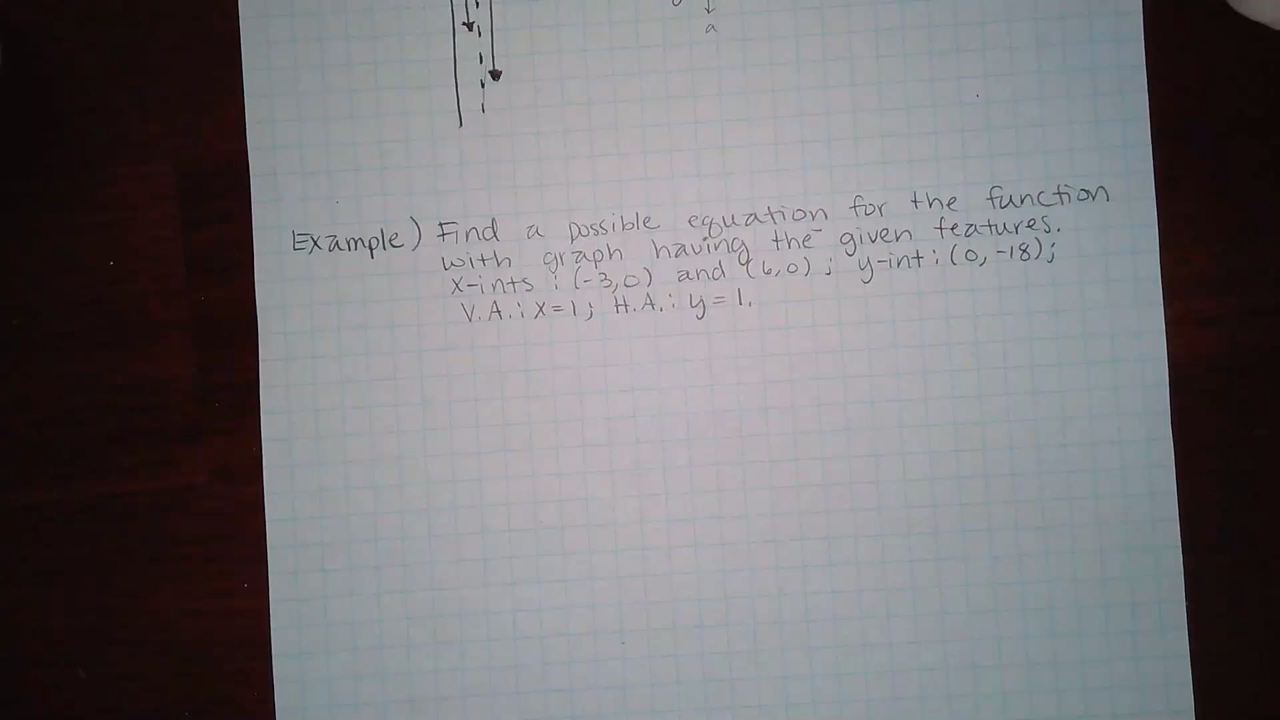 a
Example) Find a possible equation for the function
with graph having the given features.
x-ints : (-3,0) and (6,0) ; y-int : (0, -18);
V.A. : x=1; H.A. : y = 1.